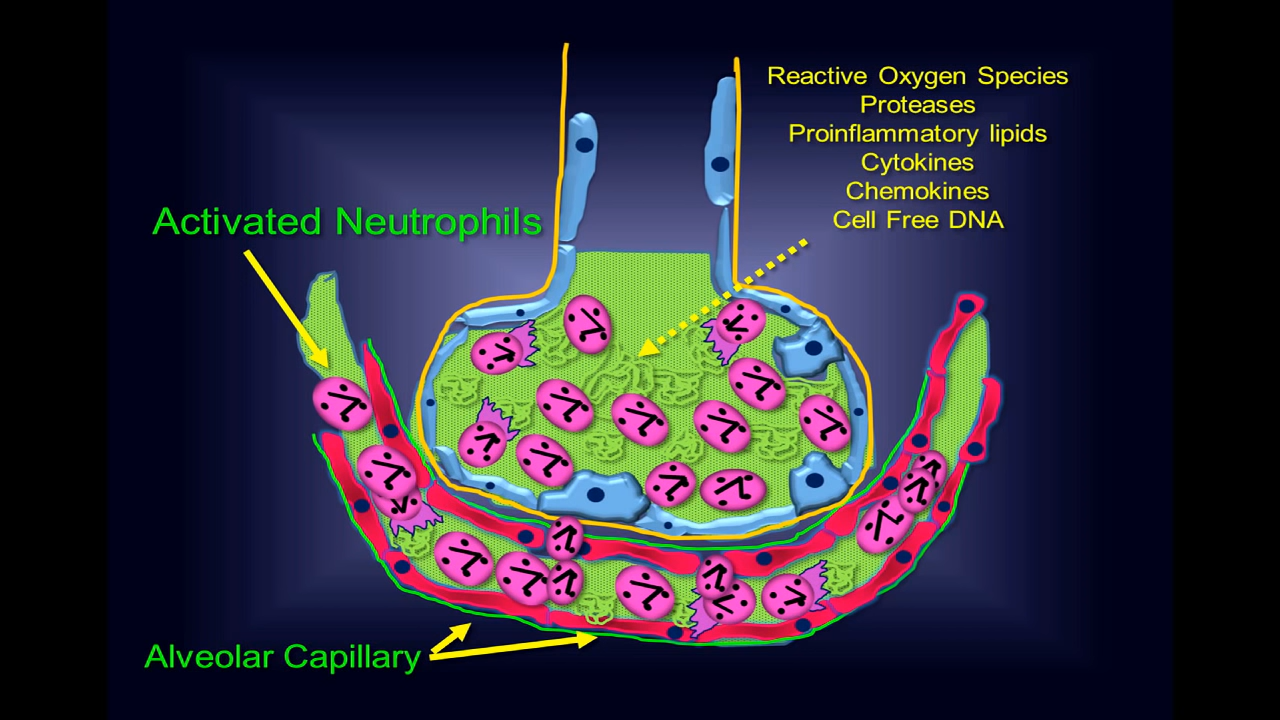 Reactive Oxygen Species
Proteases
Proinflammatory lipids
Cytokines
Chemokines
Cell Free DNA
Activated Neutrophils
Alveolar Capillary